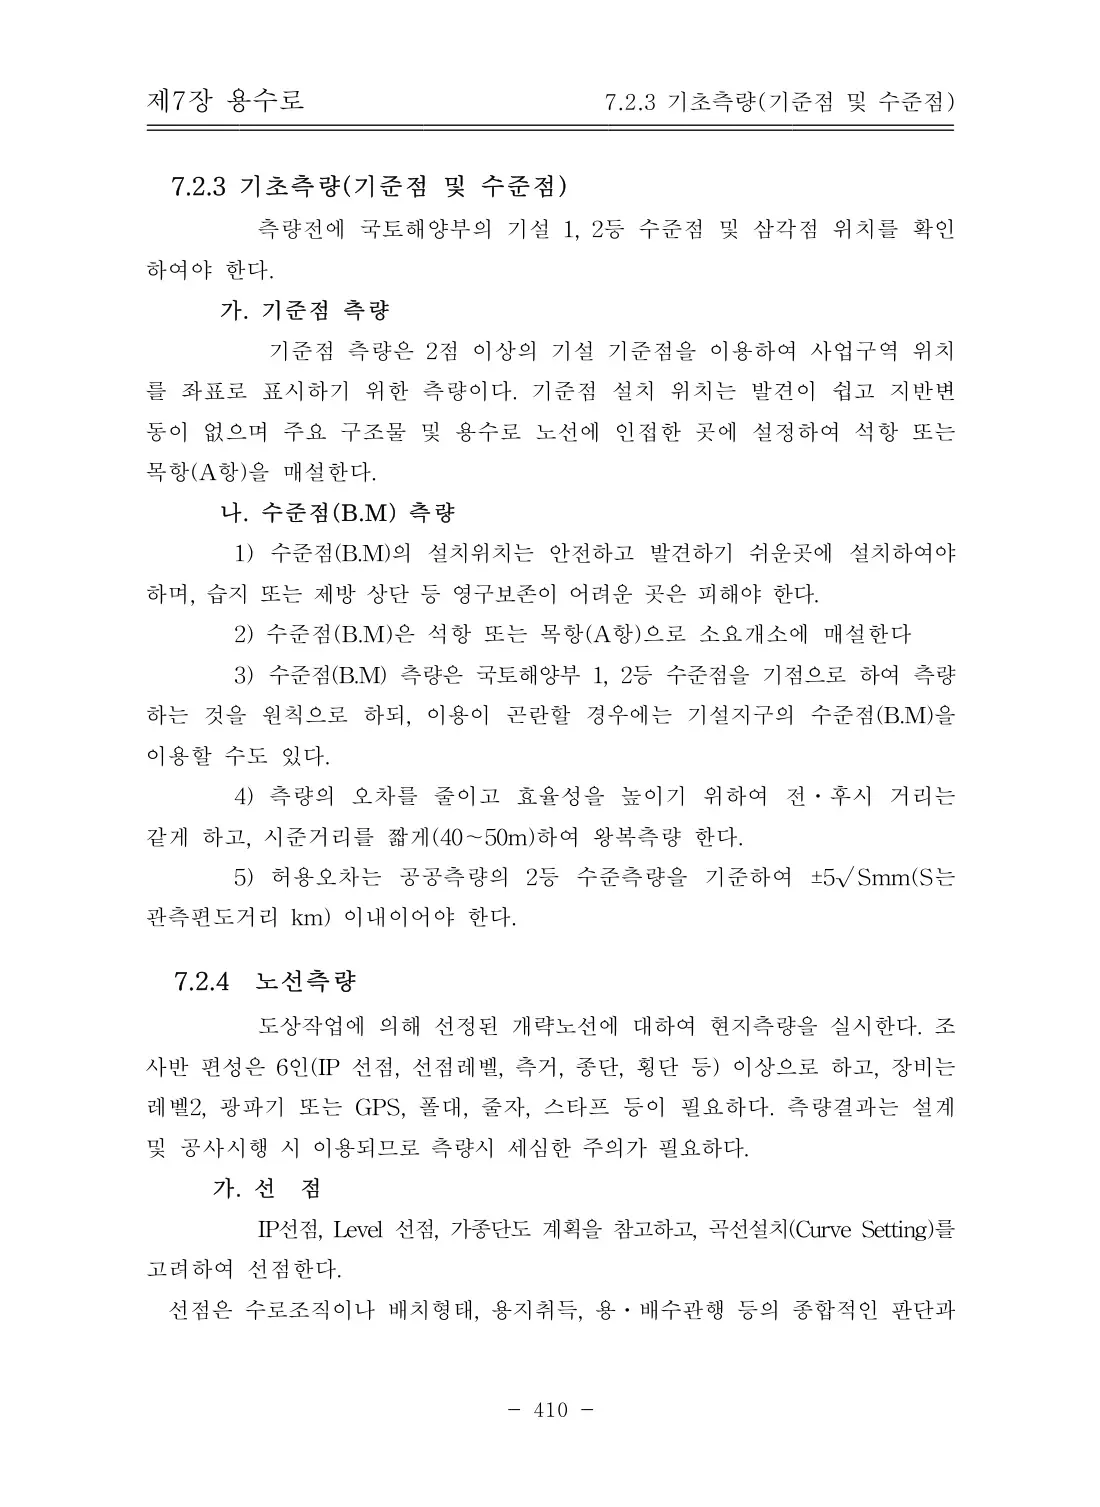 제7장 용수로
7.2.3 기초측량(기준점 및 수준점)
7.2.3 기초측량(기준점 및 수준점)
측량전에 국토해양부의 기설 1, 2등 수준점 및 삼각점 위치를 확인
하여야 한다.
가. 기준점 측량
기준점 측량은 2점 이상의 기설 기준점을 이용하여 사업구역 위치
를 좌표로 표시하기 위한 측량이다. 기준점 설치 위치는 발견이 쉽고 지반변
동이 없으며 주요 구조물 및 용수로 노선에 인접한 곳에 설정하여 석항 또는
목항(A항)을 매설한다.
나. 수준점(B.M) 측량
1) 수준점(B.M)의 설치위치는 안전하고 발견하기 쉬운곳에 설치하여야
하며, 습지 또는 제방 상단 등 영구보존이 어려운 곳은 피해야 한다.
2) 수준점(B.M)은 석항 또는 목항(A항)으로 소요개소에 매설한다
3) 수준점(B.M) 측량은 국토해양부 1, 2등 수준점을 기점으로 하여 측량
하는 것을 원칙으로 하되, 이용이 곤란할 경우에는 기설지구의 수준점(B.M)을
이용할 수도 있다.
4) 측량의 오차를 줄이고 효율성을 높이기 위하여 전・후시 거리는
같게 하고, 시준거리를 짧게(40～50m)하여 왕복측량 한다.
5) 허용오차는 공공측량의 2등 수준측량을 기준하여 ±5√Smm(S는
관측편도거리 km) 이내이어야 한다.
7.2.4 노선측량
도상작업에 의해 선정된 개략노선에 대하여 현지측량을 실시한다. 조
사반 편성은 6인(IP 선점, 선점레벨, 측거, 종단, 횡단 등) 이상으로 하고, 장비는
레벨2, 광파기 또는 GPS, 폴대, 줄자, 스타프 등이 필요하다. 측량결과는 설계
및 공사시행 시 이용되므로 측량시 세심한 주의가 필요하다.
가. 선 점
IP선점, Level 선점, 가종단도 계획을 참고하고, 곡선설치(Curve Setting)를
고려하여 선점한다.
선점은 수로조직이나 배치형태, 용지취득, 용・배수관행 등의 종합적인 판단과
- 410 -